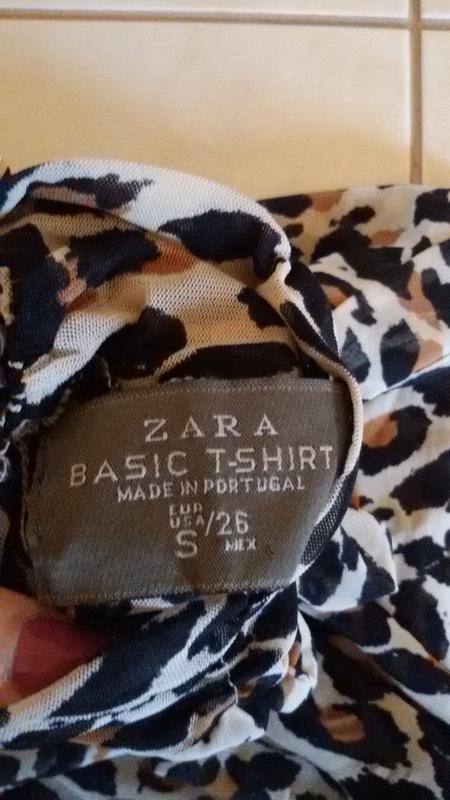 ZARA
BASIC T-SHIRT
MADE IN PORTUGAL
EUR
USA/26
S MEX